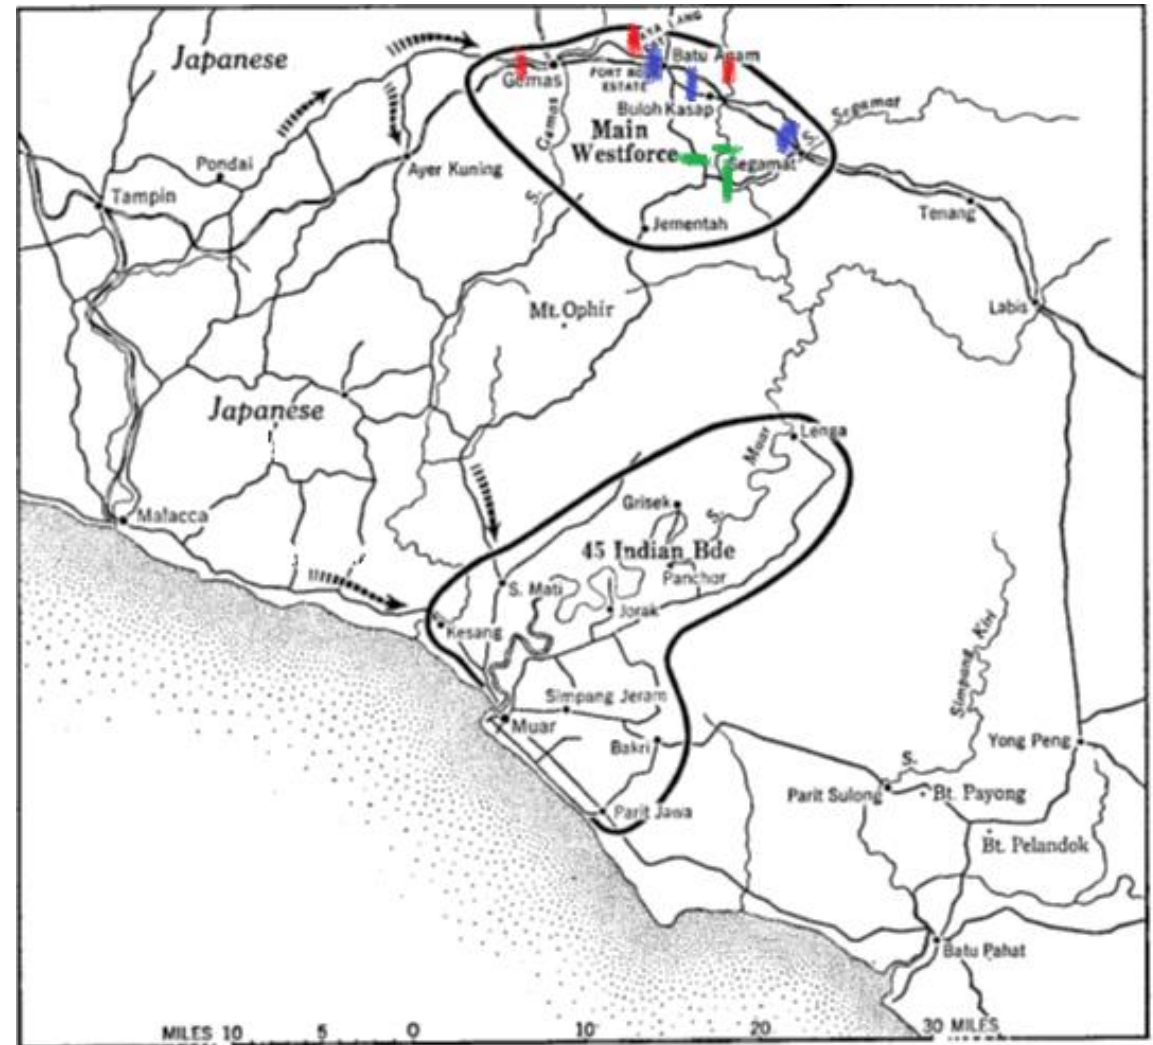 Japanese
Batu Anam
Gemas
FORT
ESTATE
Buloh Kasap
Segamat
Gemas
Main
Westforce
S.
Pondai
Ayer Kuning
Segamat
Tampin
S.
Jementah
Tenang
Mt. Ophir
Labis
Japanese
Muar
Lenga
Grisek
S.
Malacca
45 Indian Bde
Panchor
S. Mati
Jorak
Kesang
Simpang Kiri
Simpang Jeram
Muar
Bakri
Yong Peng
S.
Parit Sulong
Bt. Payong
Parit Jawa
Bt. Pelandok
Batu Pahat
MILES 10 5 0 10 20 30 MILES